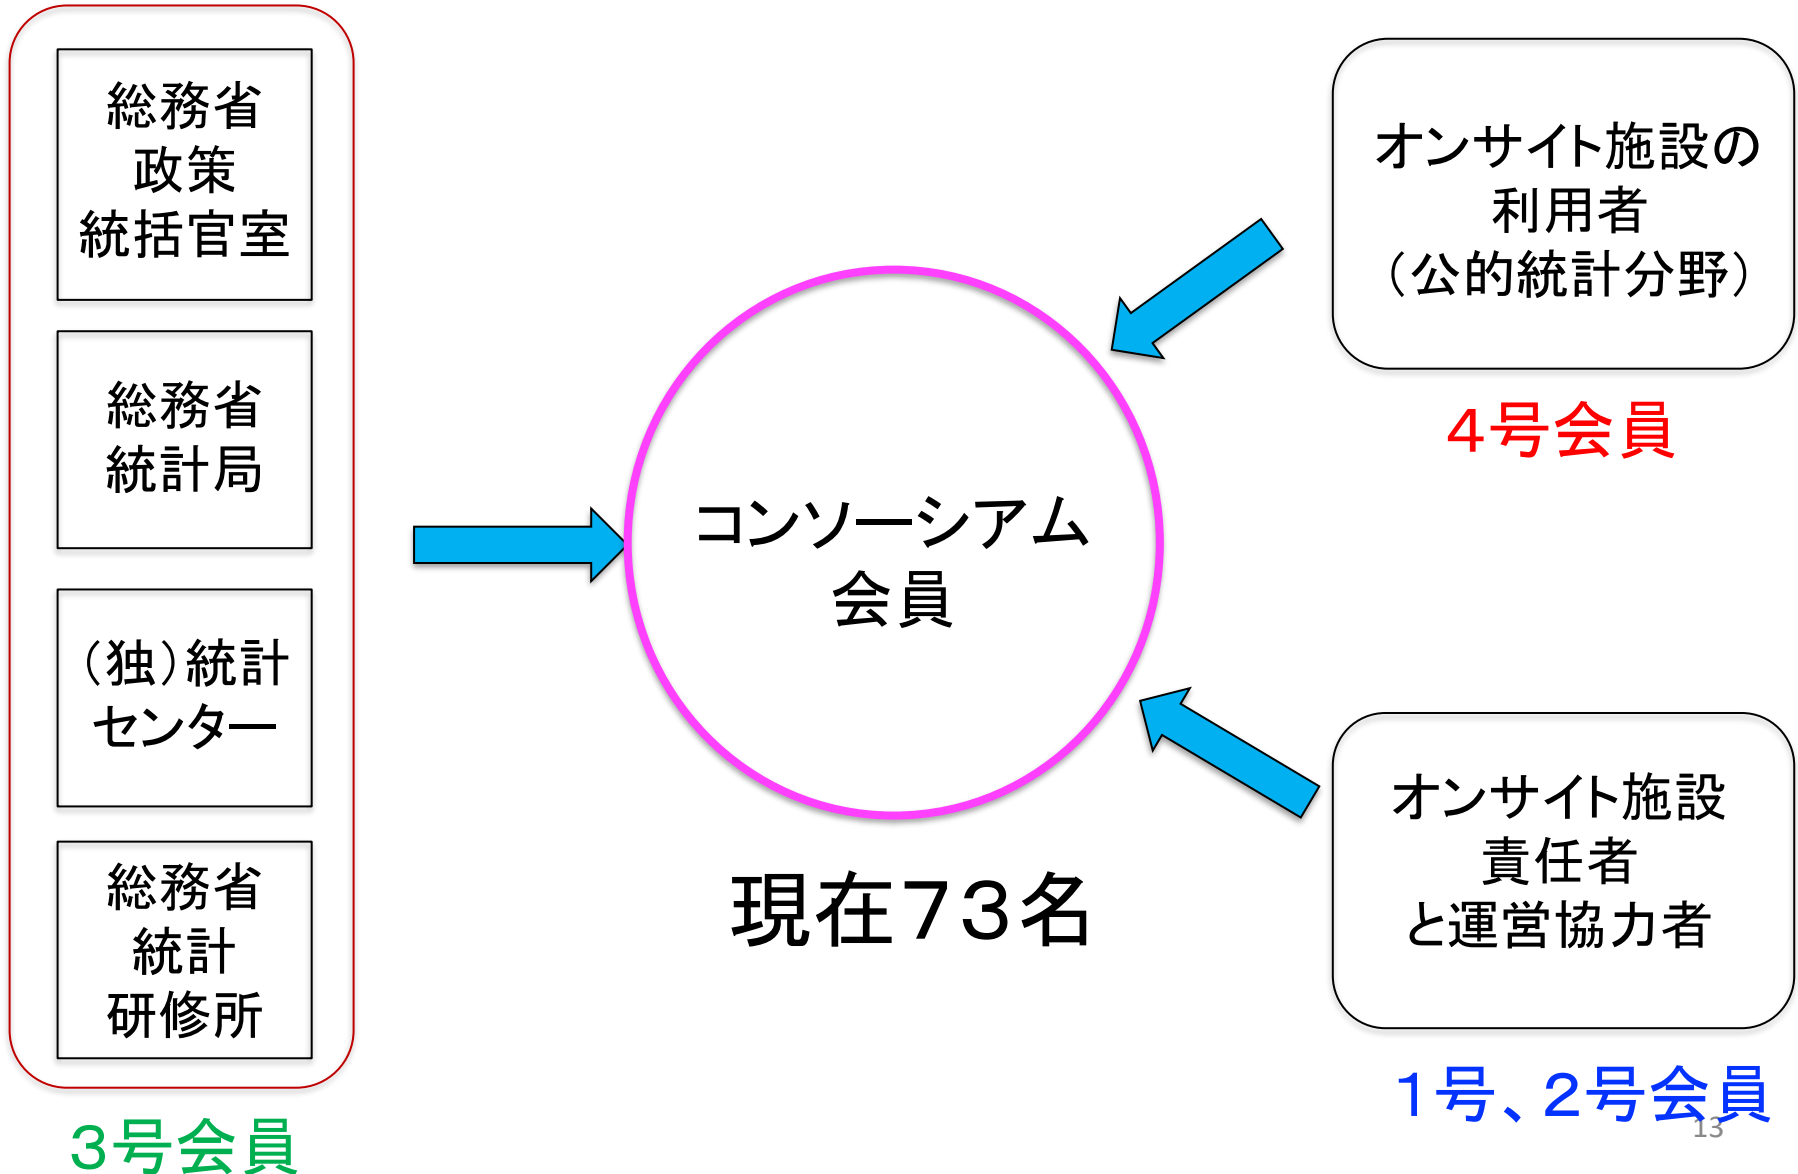 総務省
政策
統括官室
総務省
統計局
（独）統計
センター
総務省
統計
研修所
３号会員
コンソーシアム
会員
現在７３名
オンサイト施設の
利用者
（公的統計分野）
４号会員
オンサイト施設
責任者
と運営協力者
１号、２号会員
13